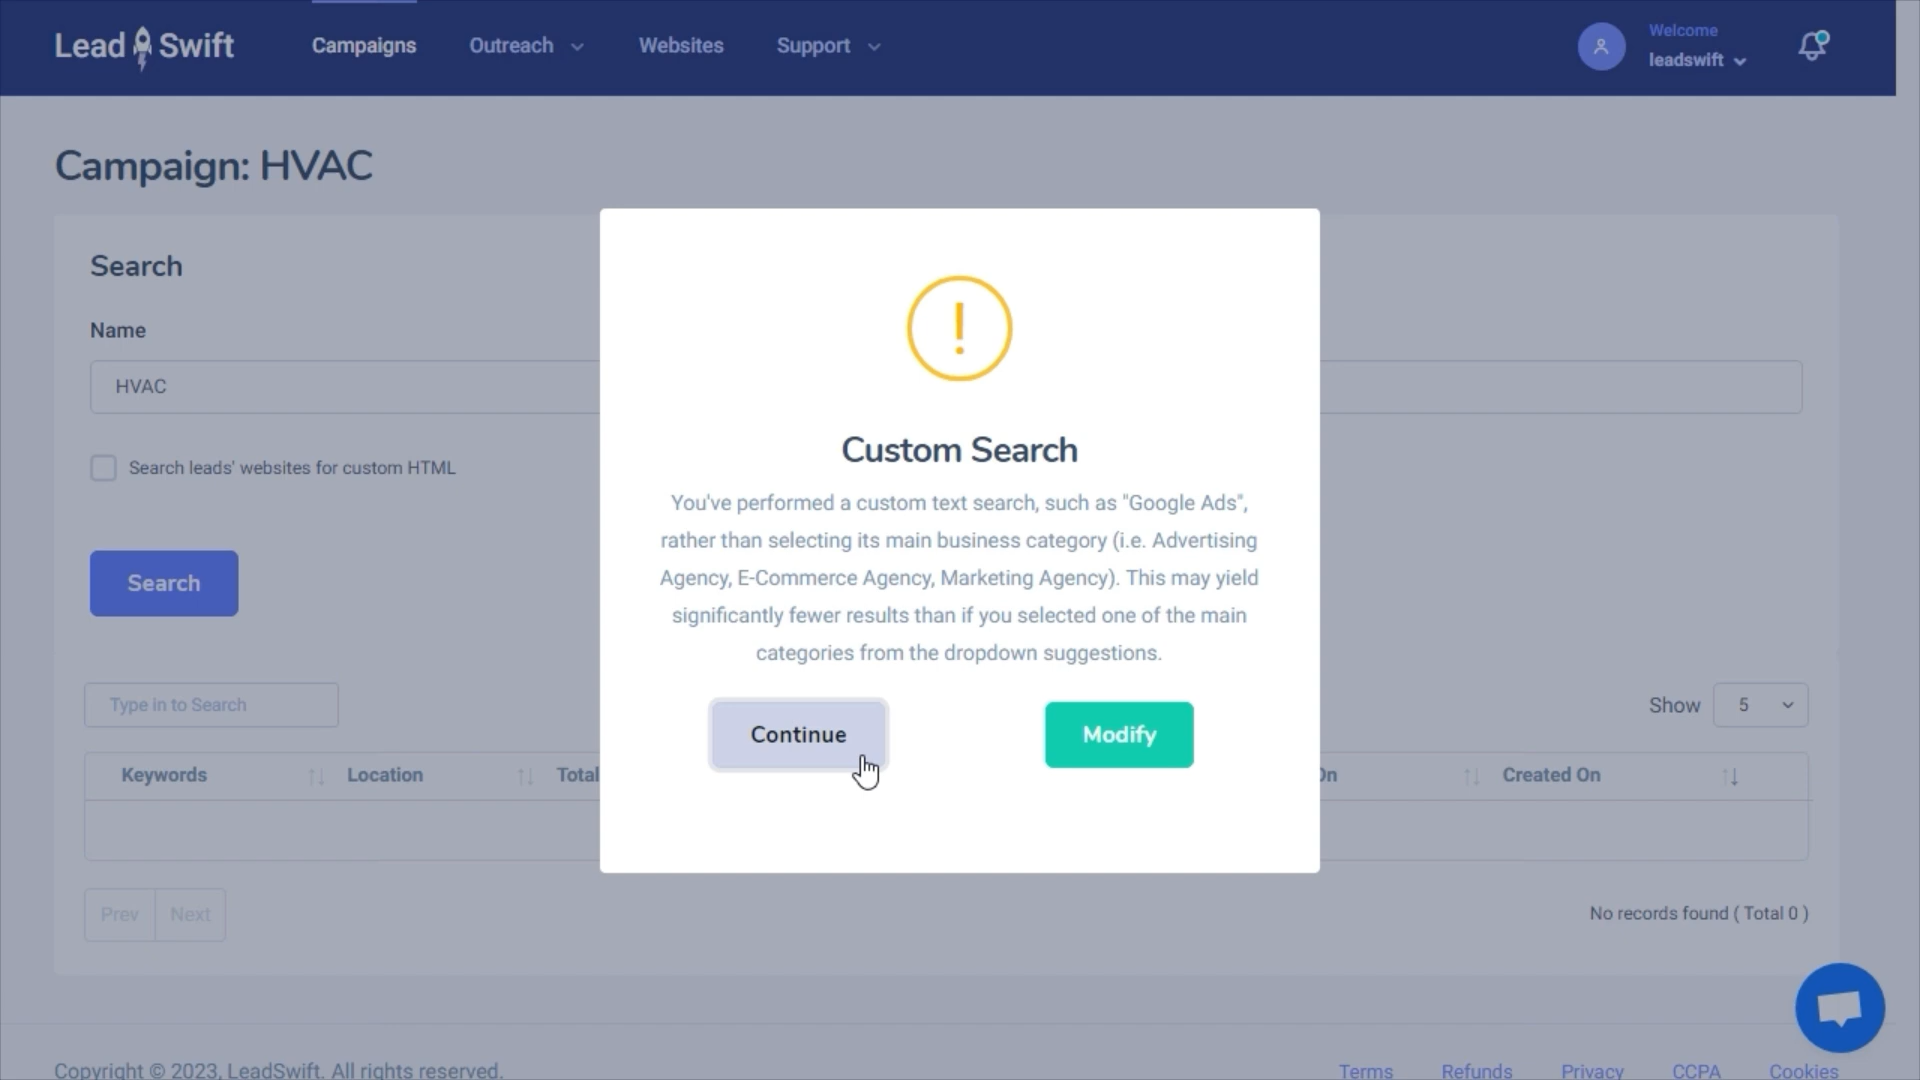 Lead Swift
Campaigns
Outreach
Websites
Support
Welcome
leadswift
Campaign: HVAC
Search
Name
HVAC
Search leads' websites for custom HTML
Search
!
Custom Search
You've performed a custom text search, such as "Google Ads",
rather than selecting its main business category (i.e. Advertising
Agency, E-Commerce Agency, Marketing Agency). This may yield
significantly fewer results than if you selected one of the main
categories from the dropdown suggestions.
Continue
Modify
Type in to Search
Show 5
Keywords
Location
Total
On
Created On
Prev
Next
No records found ( Total 0 )
Copyright © 2023, LeadSwift. All rights reserved.
Terms
Refunds
Privacy
CCPA
Cookies